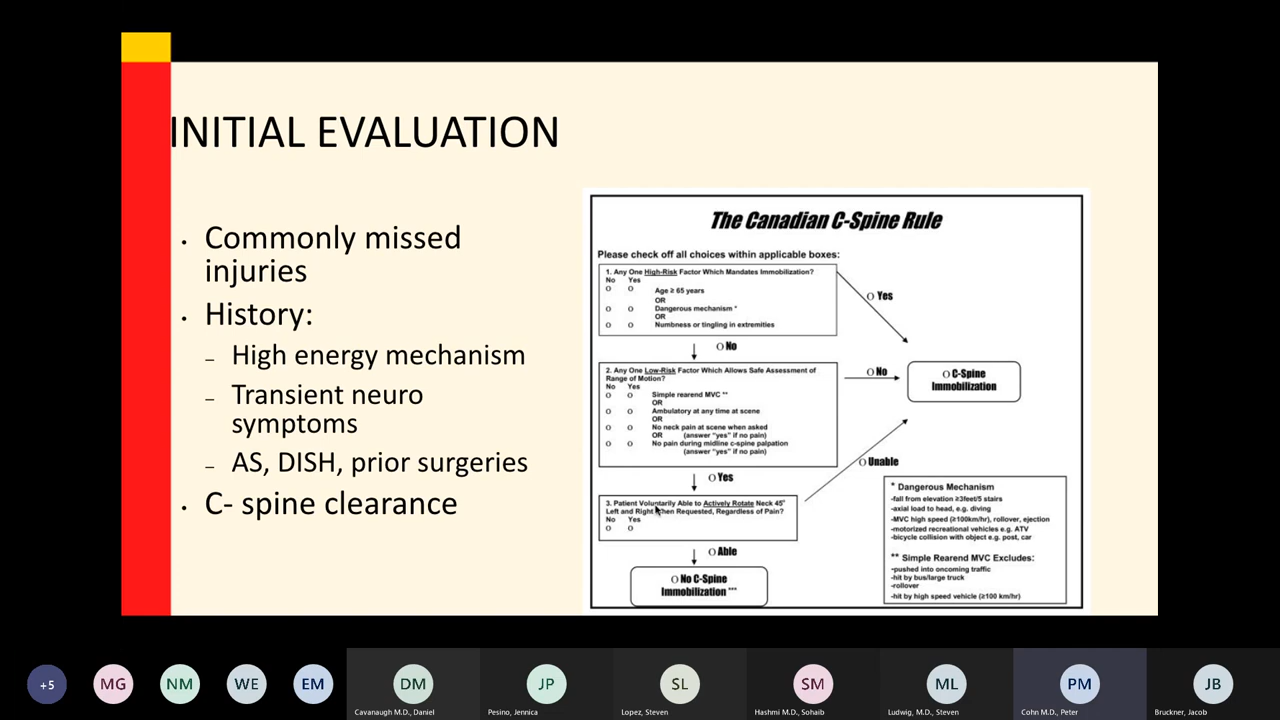 INITIAL EVALUATION
• Commonly missed
injuries
• History:
– High energy mechanism
– Transient neuro
symptoms
– AS, DISH, prior surgeries
• C- spine clearance
The Canadian C-Spine Rule
Please check off all choices within applicable boxes:
1. Any One High-Risk Factor Which Mandates Immobilization?
No Yes
O O Age ≥ 65 years
OR
O O Dangerous mechanism *
OR
O O Numbness or tingling in extremities
O Yes
O No
2. Any One Low-Risk Factor Which Allows Safe Assessment of
Range of Motion?
No Yes
O O Simple rearend MVC **
OR
O O Ambulatory at any time at scene
OR
O O No neck pain at scene when asked
OR (answer "yes" if no pain)
O O No pain during midline c-spine palpation
(answer "yes" if no pain)
O No
O C-Spine
Immobilization
O Yes
O Unable
3. Patient Voluntarily Able to Actively Rotate Neck 45°
Left and Right When Requested, Regardless of Pain?
No Yes
O O
O Able
O No C-Spine
Immobilization ***
* Dangerous Mechanism
-fall from elevation ≥3feet/5 stairs
-axial load to head, e.g. diving
-MVC high speed (≥100km/hr), rollover, ejection
-motorized recreational vehicles e.g. ATV
-bicycle collision with object e.g. post, car
** Simple Rearend MVC Excludes:
-pushed into oncoming traffic
-hit by bus/large truck
-rollover
-hit by high speed vehicle (≥100 km/hr)
+5 MG NM WE EM DM JP SL SM ML PM JB
Cavanaugh M.D., Daniel Pesino, Jennica Lopez, Steven Hashmi M.D., Sohaib Ludwig, M.D., Steven Cohn M.D., Peter Bruckner, Jacob